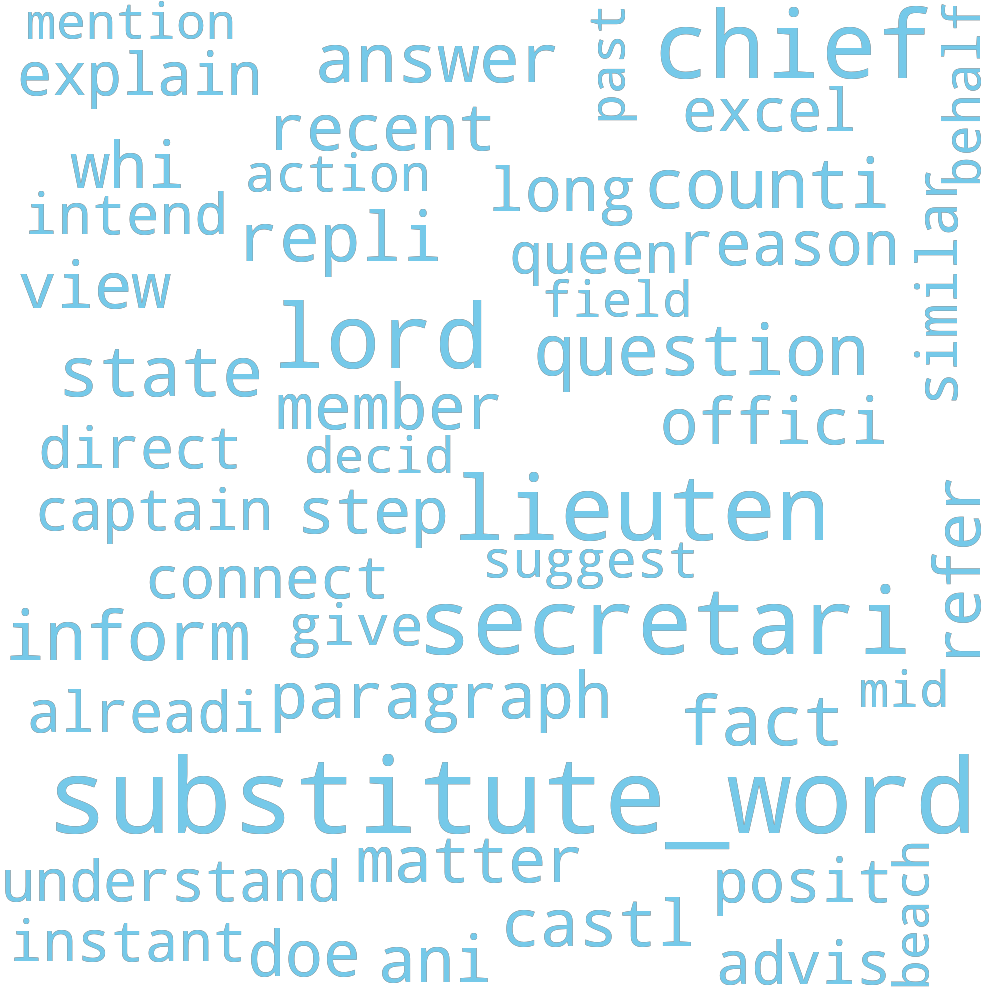 mention
explain
answer
past
chief
behalf
excel
recent
whi
action
long
counti
intend
repli
queen
reason
similar
view
field
lord
question
state
member
offici
direct
decid
captain
step
lieuten
refer
suggest
connect
secretari
inform
give
alreadi
paragraph
fact
mid
substitute_word
understand
matter
posit
beach
instant
doe
ani
castl
advis